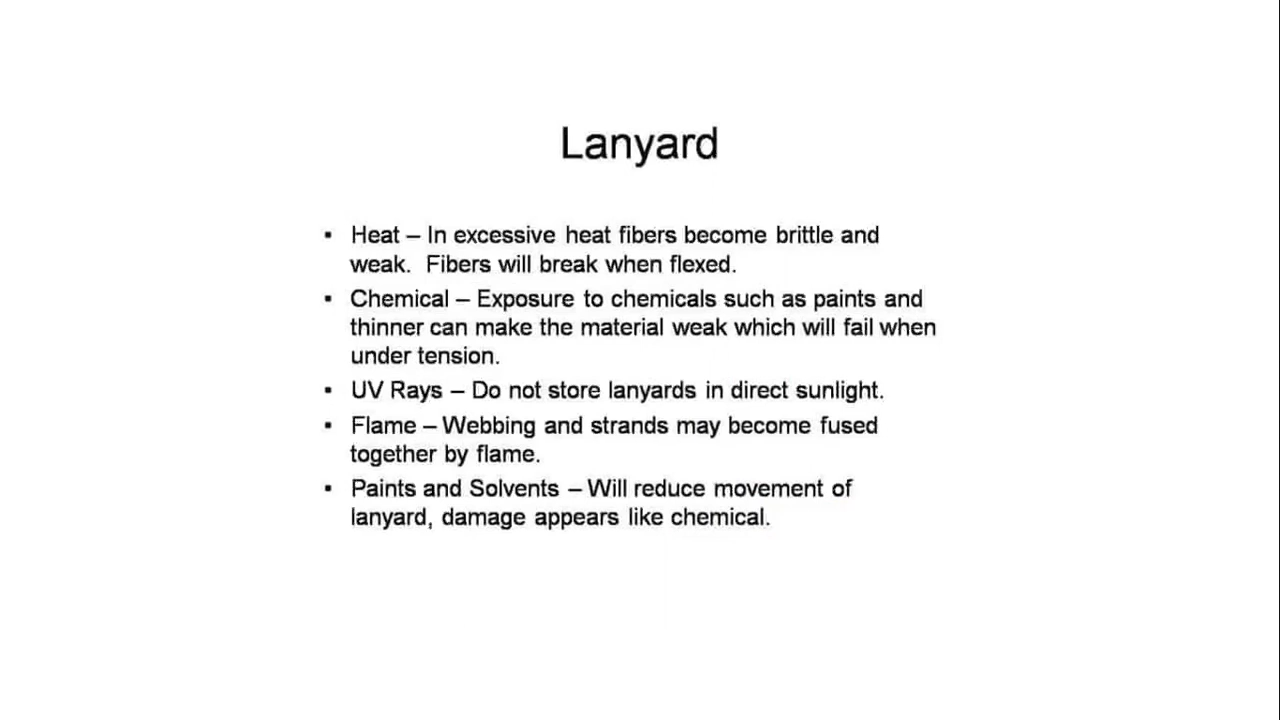 Lanyard
▪ Heat – In excessive heat fibers become brittle and
weak.  Fibers will break when flexed.
▪ Chemical – Exposure to chemicals such as paints and
thinner can make the material weak which will fail when
under tension.
▪ UV Rays – Do not store lanyards in direct sunlight.
▪ Flame – Webbing and strands may become fused
together by flame.
▪ Paints and Solvents – Will reduce movement of
lanyard, damage appears like chemical.